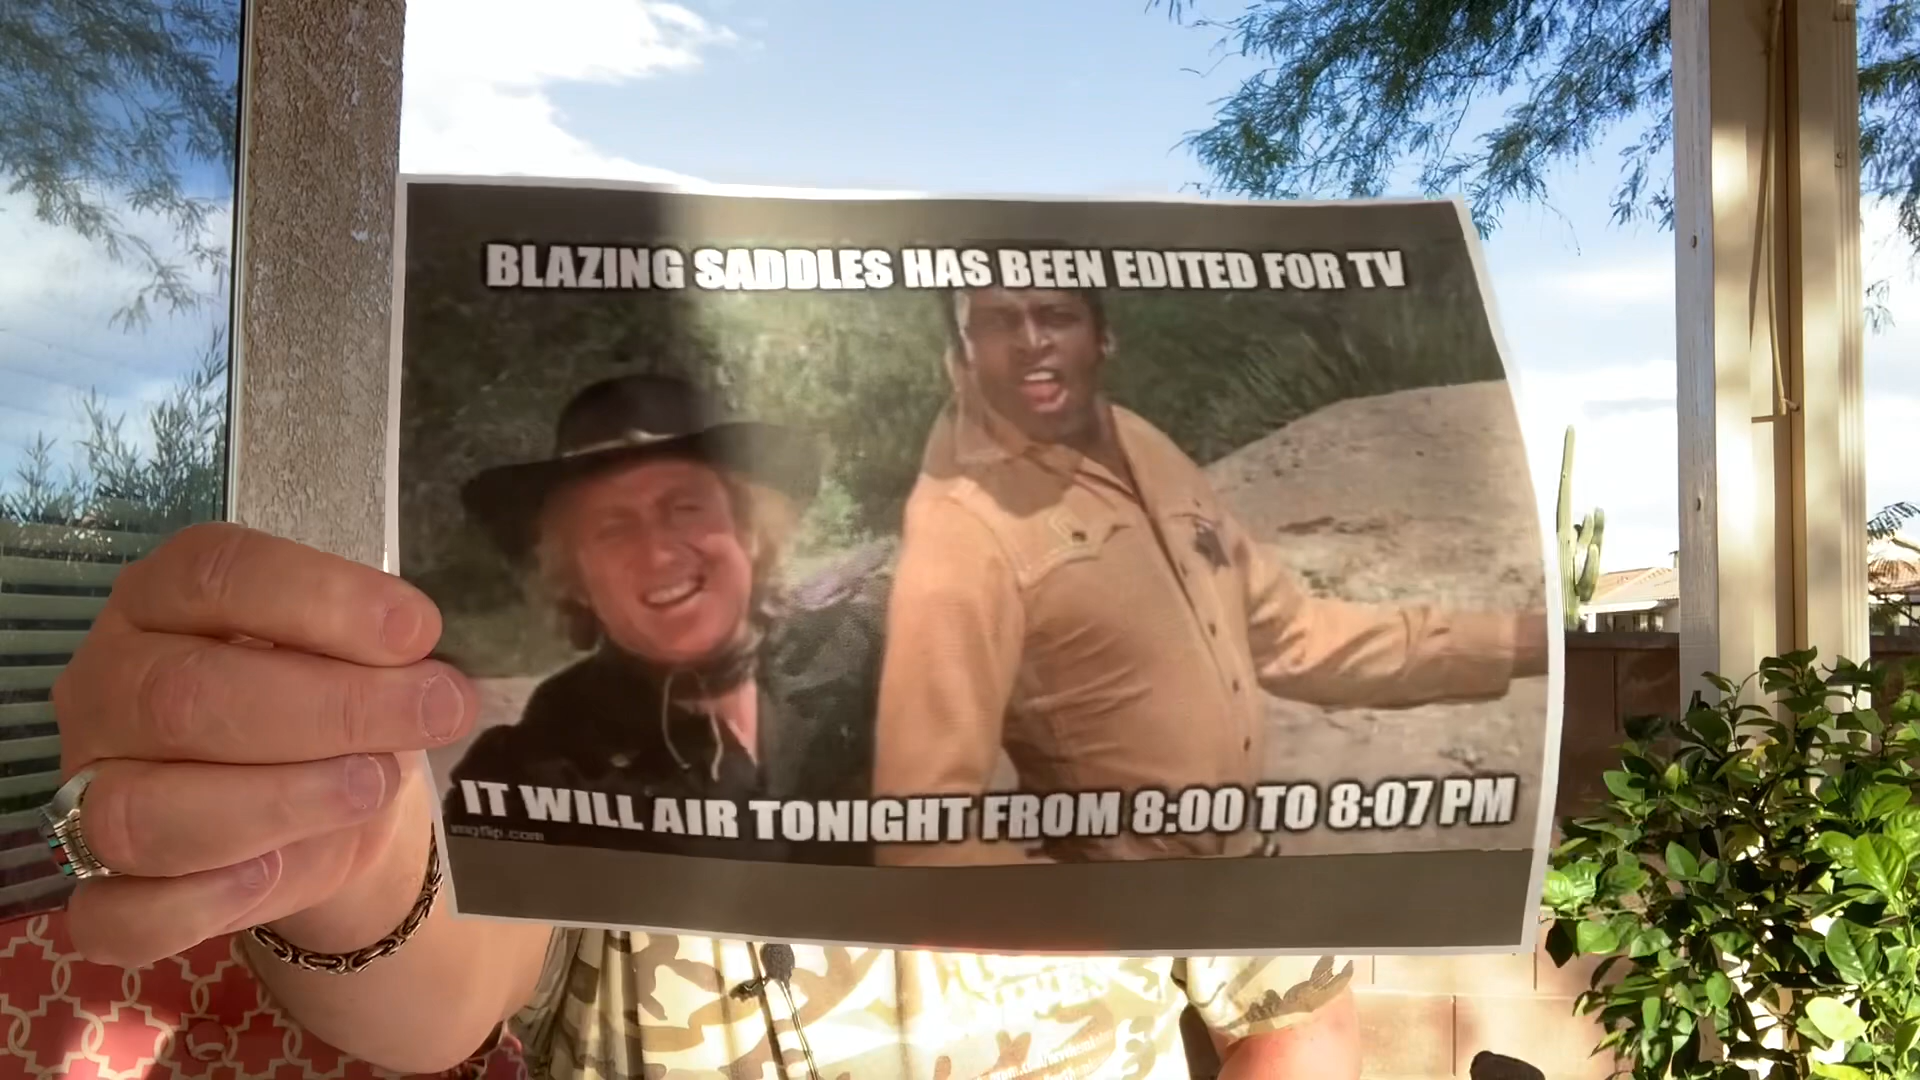 BLAZING SADDLES HAS BEEN EDITED FOR TV
IT WILL AIR TONIGHT FROM 8:00 TO 8:07 PM
imgflip.com